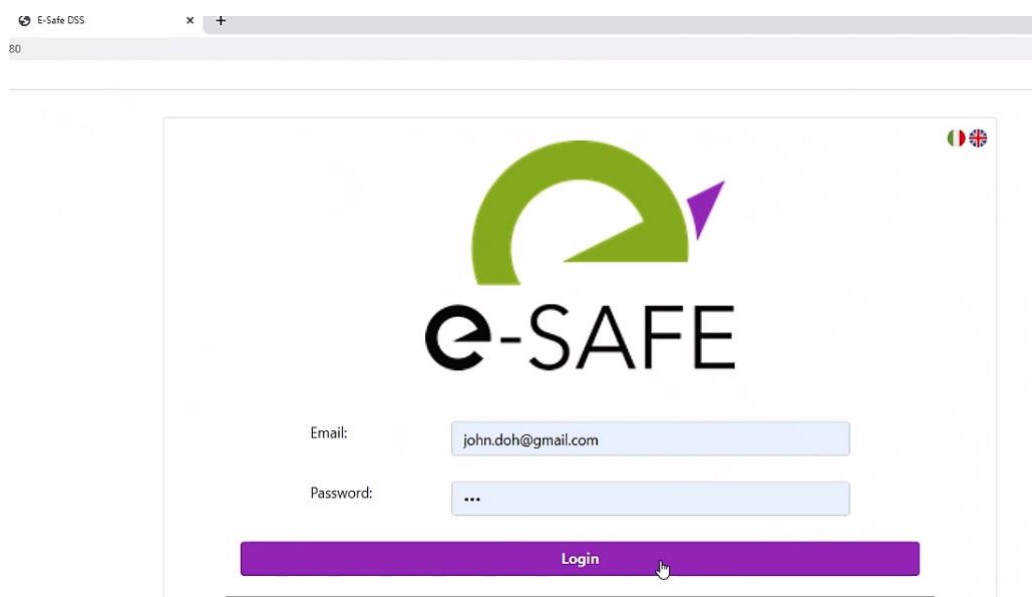 E-Safe DSS
80
e-SAFE
Email:
john.doh@gmail.com
Password:
•••
Login